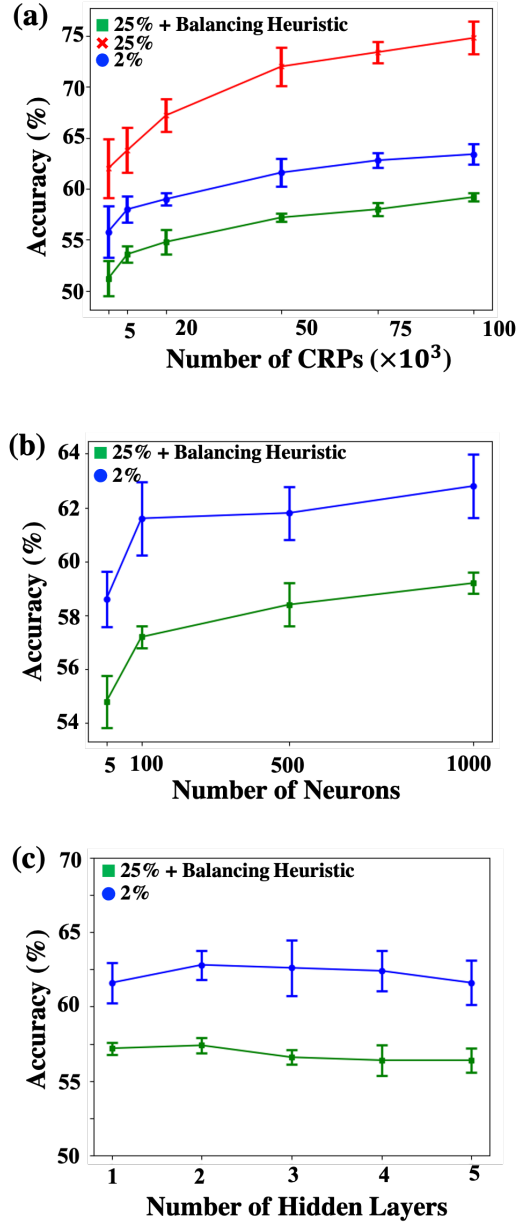 (a)
25% + Balancing Heuristic
25%
2%
75
70
65
60
55
50
Accuracy (%)
5 20 50 75 100
Number of CRPs (×10³)
(b)
25% + Balancing Heuristic
2%
64
62
60
58
56
54
Accuracy (%)
5 100 500 1000
Number of Neurons
(c)
25% + Balancing Heuristic
2%
70
65
60
55
50
Accuracy (%)
1 2 3 4 5
Number of Hidden Layers